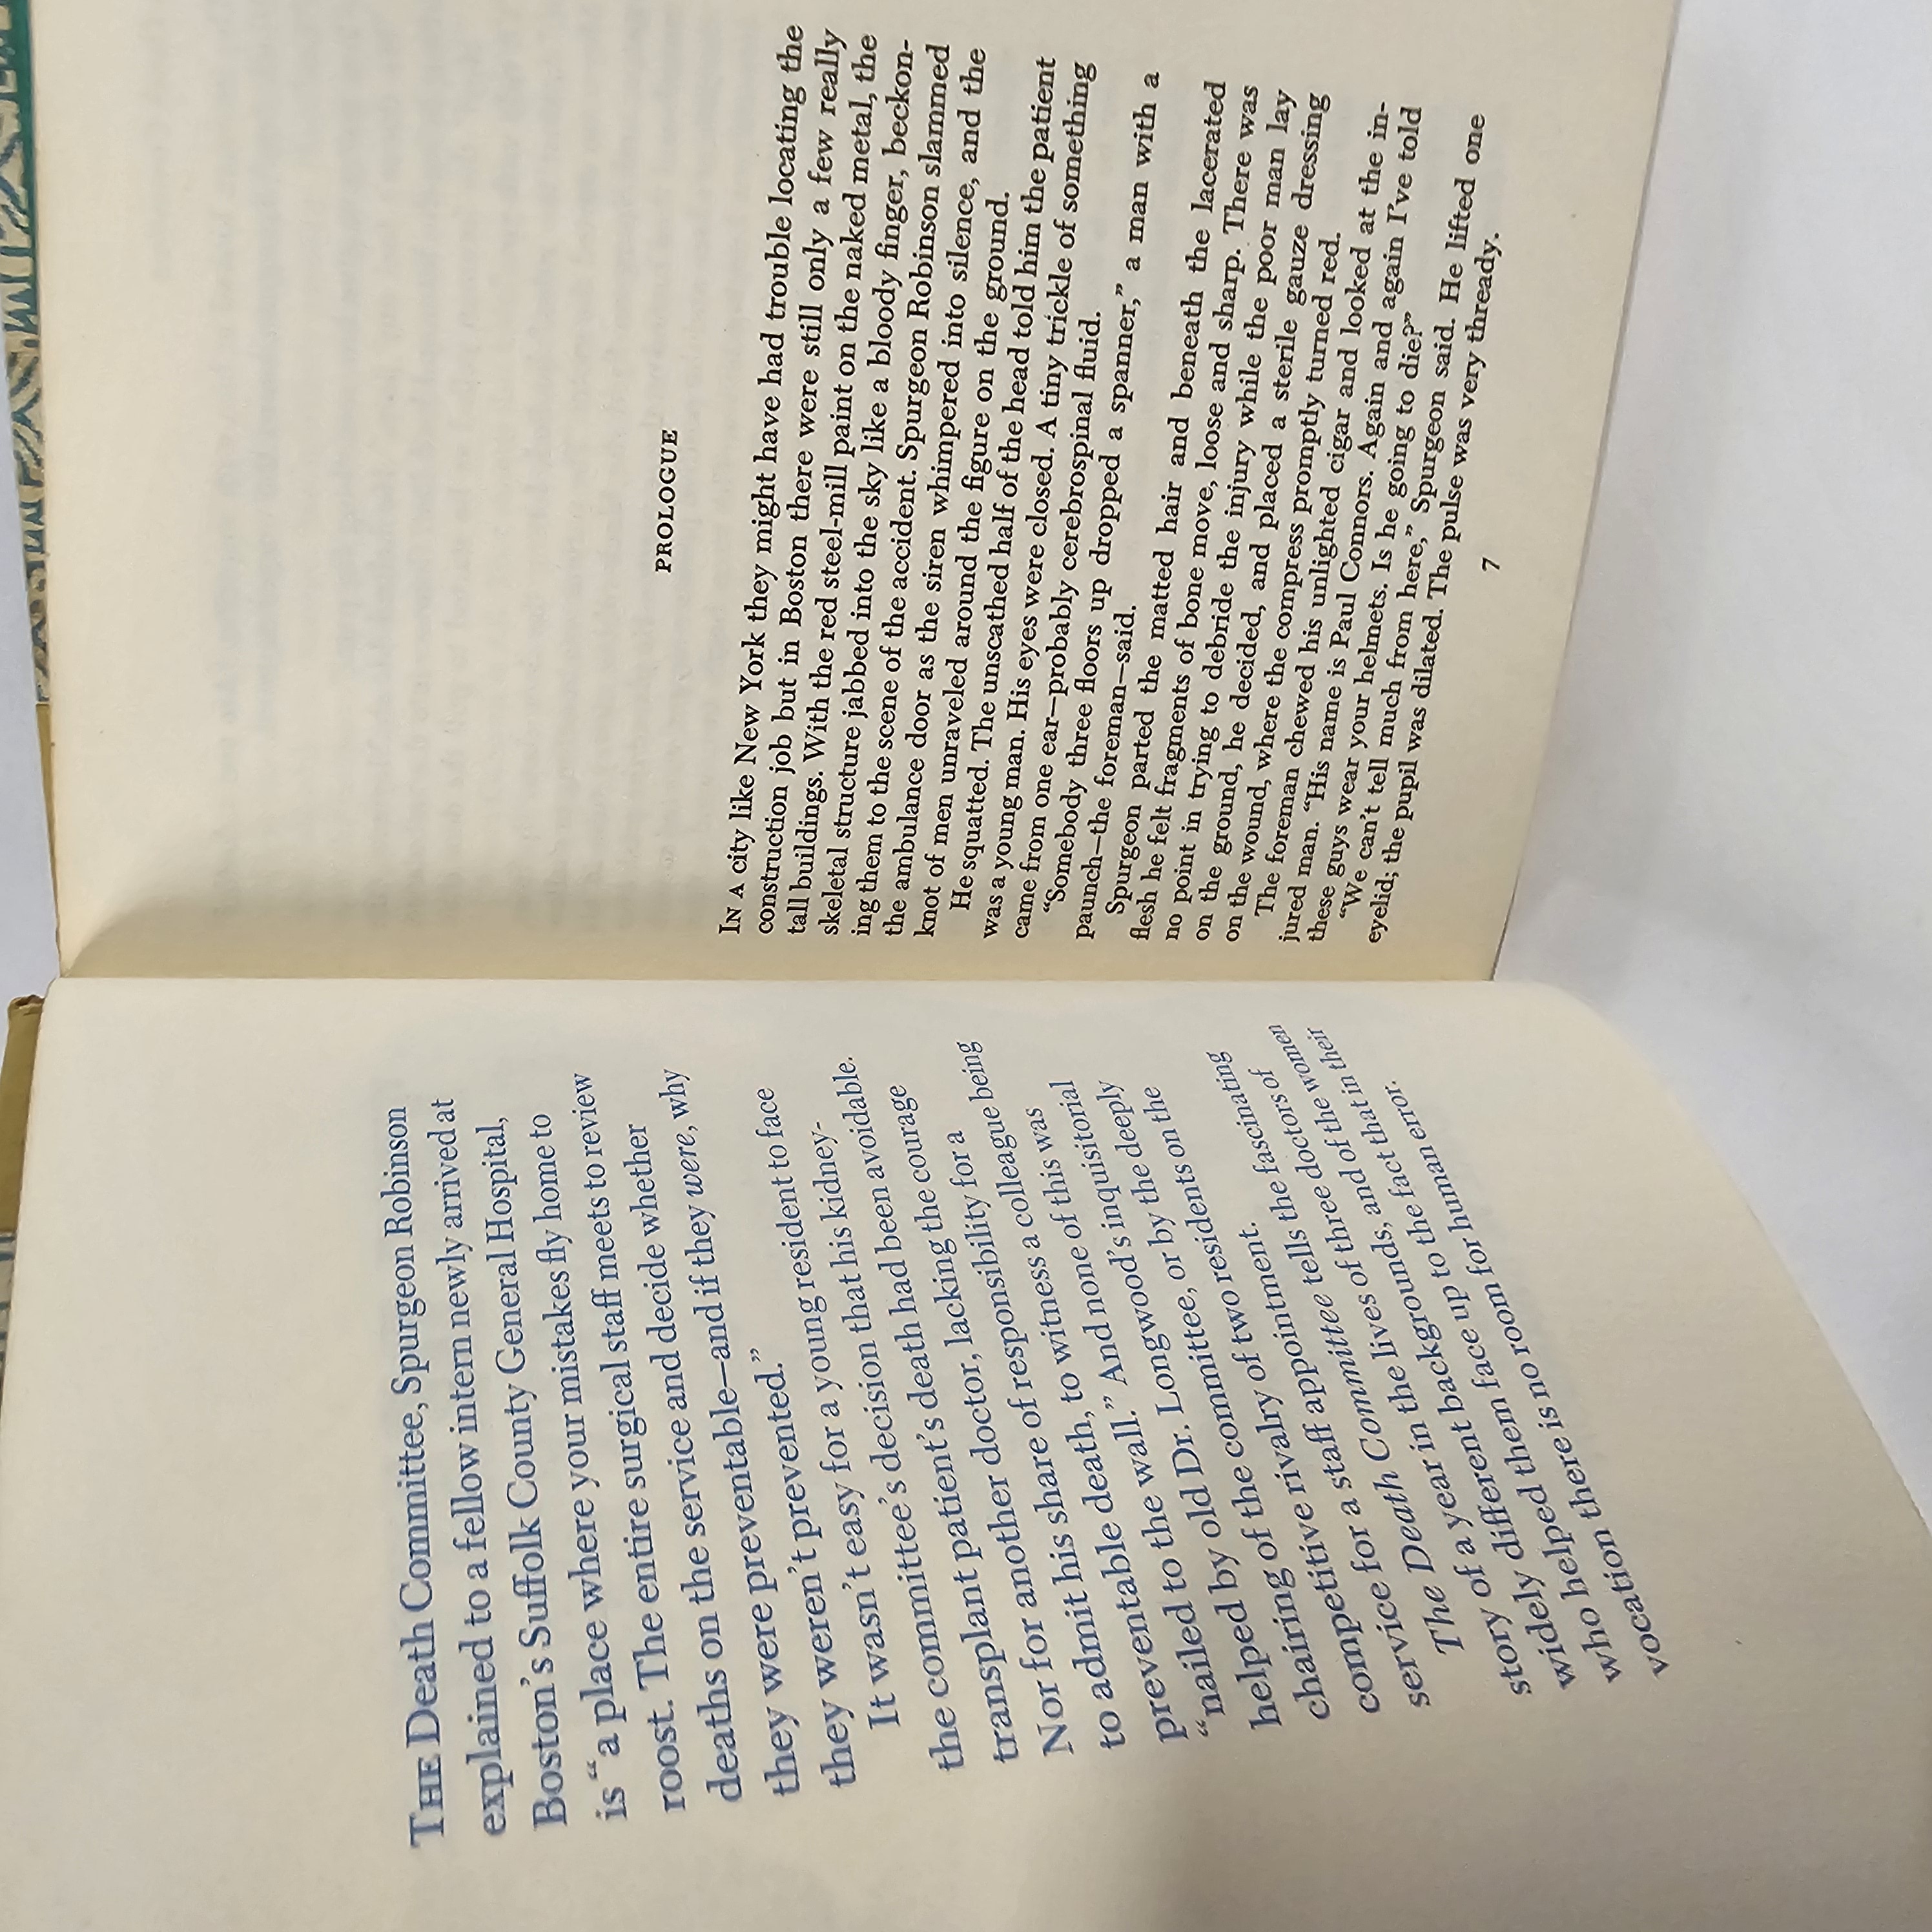 THE Death Committee, Spurgeon Robinson
explained to a fellow intern newly arrived at
Boston's Suffolk County General Hospital,
is “a place where your mistakes fly home to
roost. The entire surgical staff meets to review
deaths on the service and decide whether
they were preventable—and if they were, why
they weren't prevented.”
It wasn't easy for a young resident to face
the committee's decision that his kidney-
transplant patient's death had been avoidable.
Nor for another doctor, lacking the courage
to admit his share of responsibility for a
preventable death, to witness a colleague being
“nailed to the wall.” And none of this was
helped by old Dr. Longwood's inquisitorial
chairing of the committee, or by the deeply
competitive rivalry of two residents on the
service for a staff appointment.
The Death Committee tells the fascinating
story of a year in the lives of three doctors of
widely different backgrounds, and of the women
who helped them face up to the fact that in their
vocation there is no room for human error.
PROLOGUE
IN A city like New York they might have had trouble locating the
construction job but in Boston there were still only a few really
tall buildings. With the red steel-mill paint on the naked metal, the
skeletal structure jabbed into the sky like a bloody finger, beckon-
ing them to the scene of the accident. Spurgeon Robinson slammed
the ambulance door as the siren whimpered into silence, and the
knot of men unraveled around the figure on the ground.
He squatted. The unscathed half of the head told him the patient
was a young man. His eyes were closed. A tiny trickle of something
came from one ear—probably cerebrospinal fluid.
“Somebody three floors up dropped a spanner,” a man with a
paunch—the foreman—said.
Spurgeon parted the matted hair and beneath the lacerated
flesh he felt fragments of bone move, loose and sharp. There was
no point in trying to debride the injury while the poor man lay
on the ground, he decided, and placed a sterile gauze dressing
on the wound, where the compress promptly turned red.
The foreman chewed his unlighted cigar and looked at the in-
jured man. “His name is Paul Connors. Again and again I've told
these guys wear your helmets. Is he going to die?”
“We can't tell much from here,” Spurgeon said. He lifted one
eyelid; the pupil was dilated. The pulse was very thready.
7